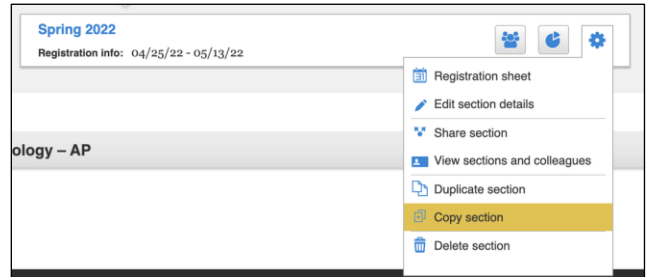 Spring 2022
Registration info: 04/25/22 - 05/13/22
Registration sheet
Edit section details
Share section
ology – AP
View sections and colleagues
Duplicate section
Copy section
Delete section